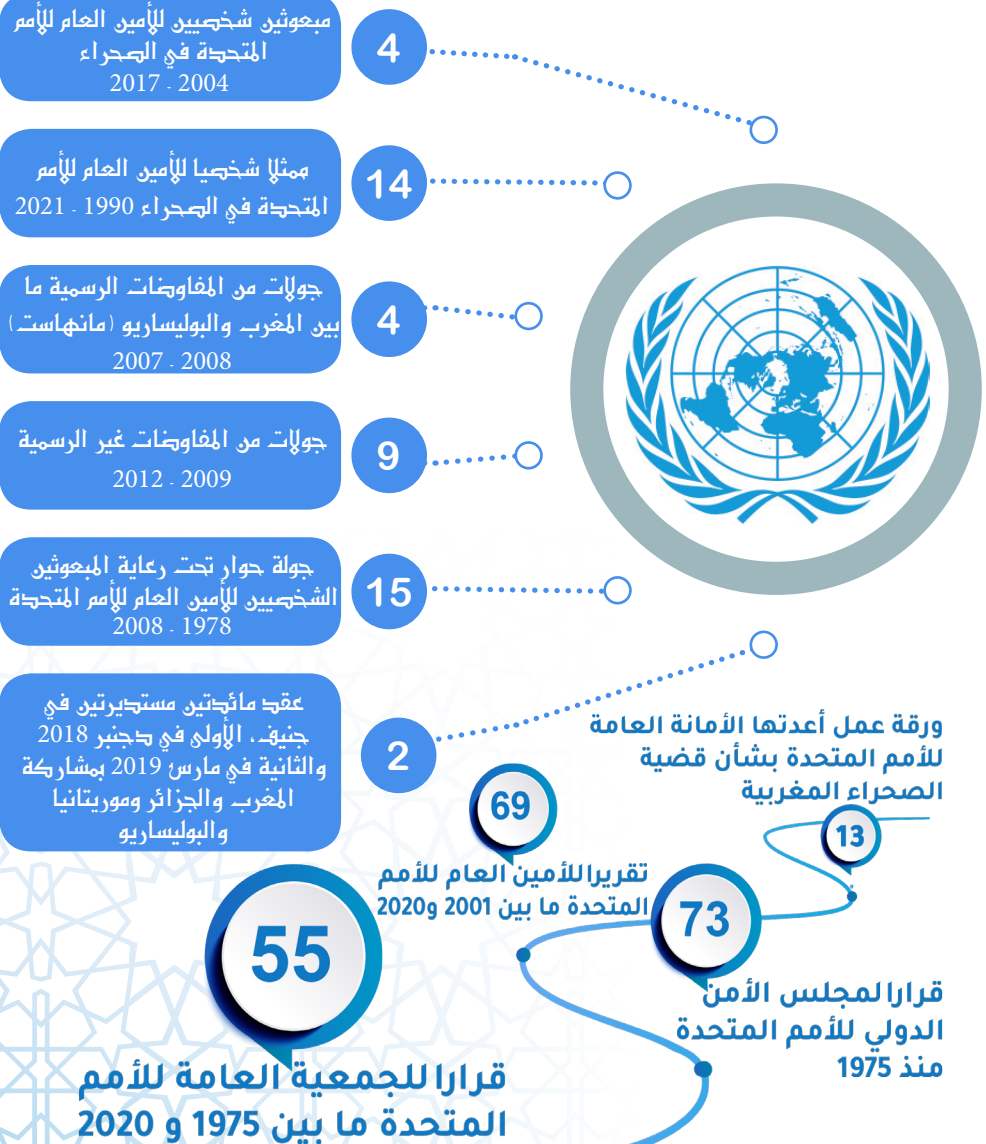 4
مبعوثين شخصيين للأمين العام للأمم
المتحدة في الصحراء
2004 - 2017
14
ممثلا شخصيا للأمين العام للأمم
المتحدة في الصحراء 1990 - 2021
4
جولات من المفاوضات الرسمية ما
بين المغرب والبوليساريو (مانهاست)
2007 - 2008
9
جولات من المفاوضات غير الرسمية
2009 - 2012
15
جولة حوار تحت رعاية المبعوثين
الشخصيين للأمين العام للأمم المتحدة
1978 - 2008
2
عقد مائدتين مستديرتين في
جنيف، الأولى في دجنبر 2018
والثانية في مارس 2019 بمشاركة
المغرب والجزائر وموريتانيا
والبوليساريو
ورقة عمل أعدتها الأمانة العامة
للأمم المتحدة بشأن قضية
الصحراء المغربية
13
69
تقريرا للأمين العام للأمم
المتحدة ما بين 2001 و2020
73
قرارا لمجلس الأمن
الدولي للأمم المتحدة
منذ 1975
55
قرارا للجمعية العامة للأمم
المتحدة ما بين 1975 و 2020